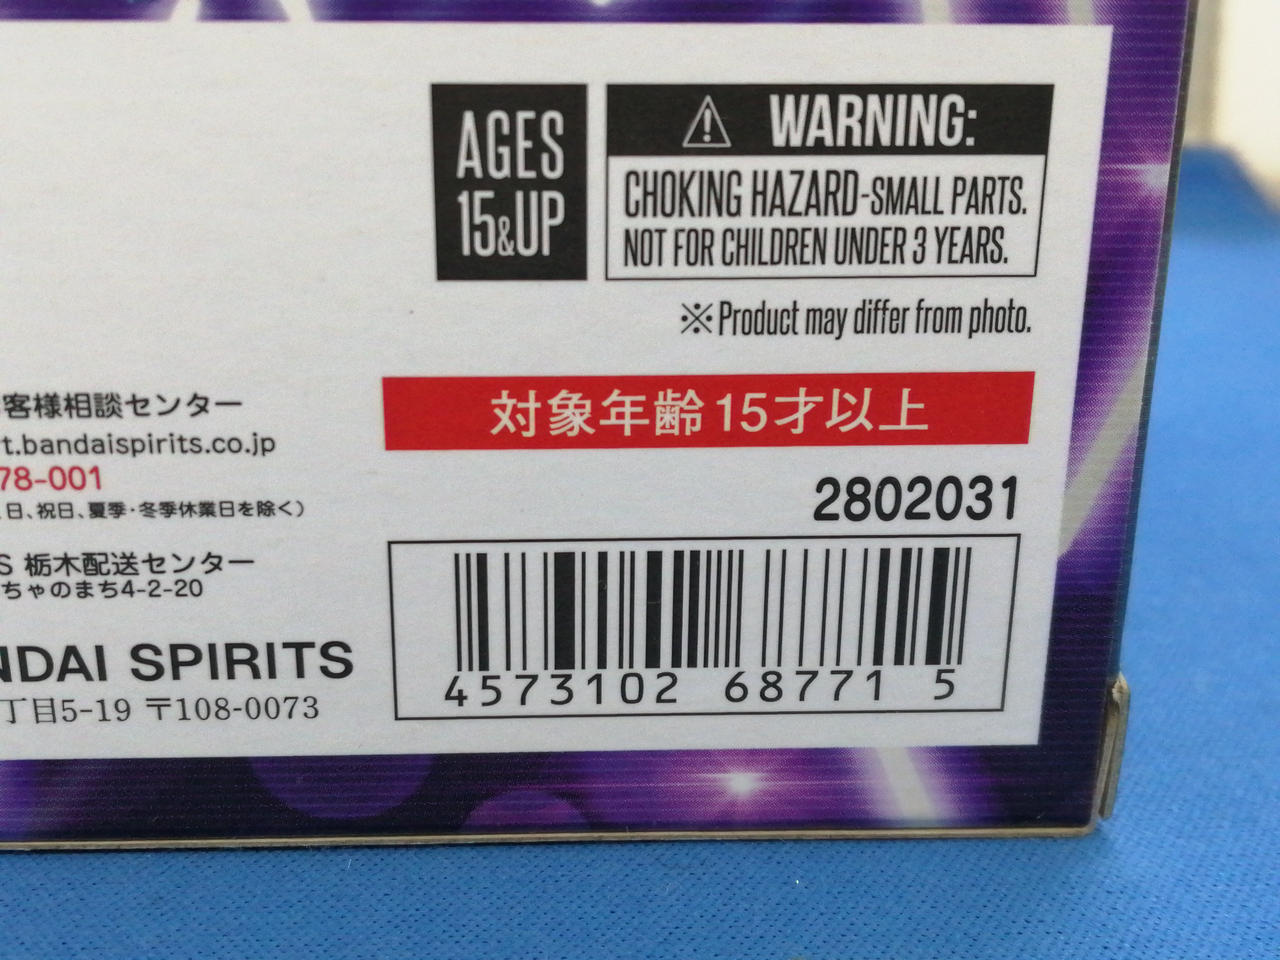 AGES
15&UP
WARNING:
CHOKING HAZARD-SMALL PARTS.
NOT FOR CHILDREN UNDER 3 YEARS.
※Product may differ from photo.
客様相談センター
t.bandaispirits.co.jp
78-001
日、祝日、夏季・冬季休業日を除く）
S 栃木配送センター
ちゃのまち4-2-20
NDAI SPIRITS
丁目5-19 〒108-0073
対象年齢15才以上
2802031
4573102 68771 5